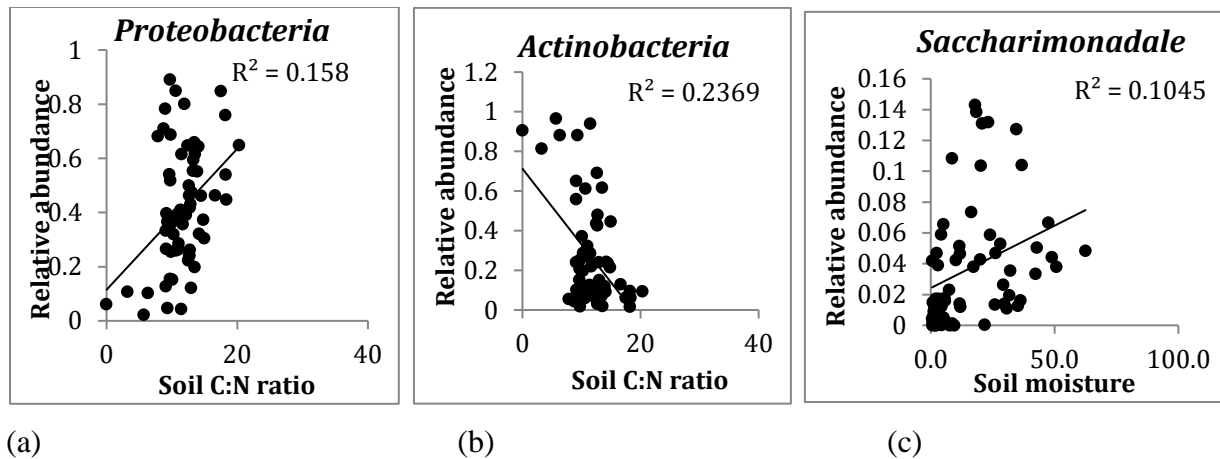 Proteobacteria
R² = 0.158
Relative abundance
1
0.8
0.6
0.4
0.2
0
0
20
40
Soil C:N ratio
Actinobacteria
R² = 0.2369
Relative abundance
1.2
1
0.8
0.6
0.4
0.2
0
0
20
40
Soil C:N ratio
Saccharimonadale
R² = 0.1045
Relative abundance
0.16
0.14
0.12
0.1
0.08
0.06
0.04
0.02
0
0.0
50.0
100.0
Soil moisture
(a)
(b)
(c)